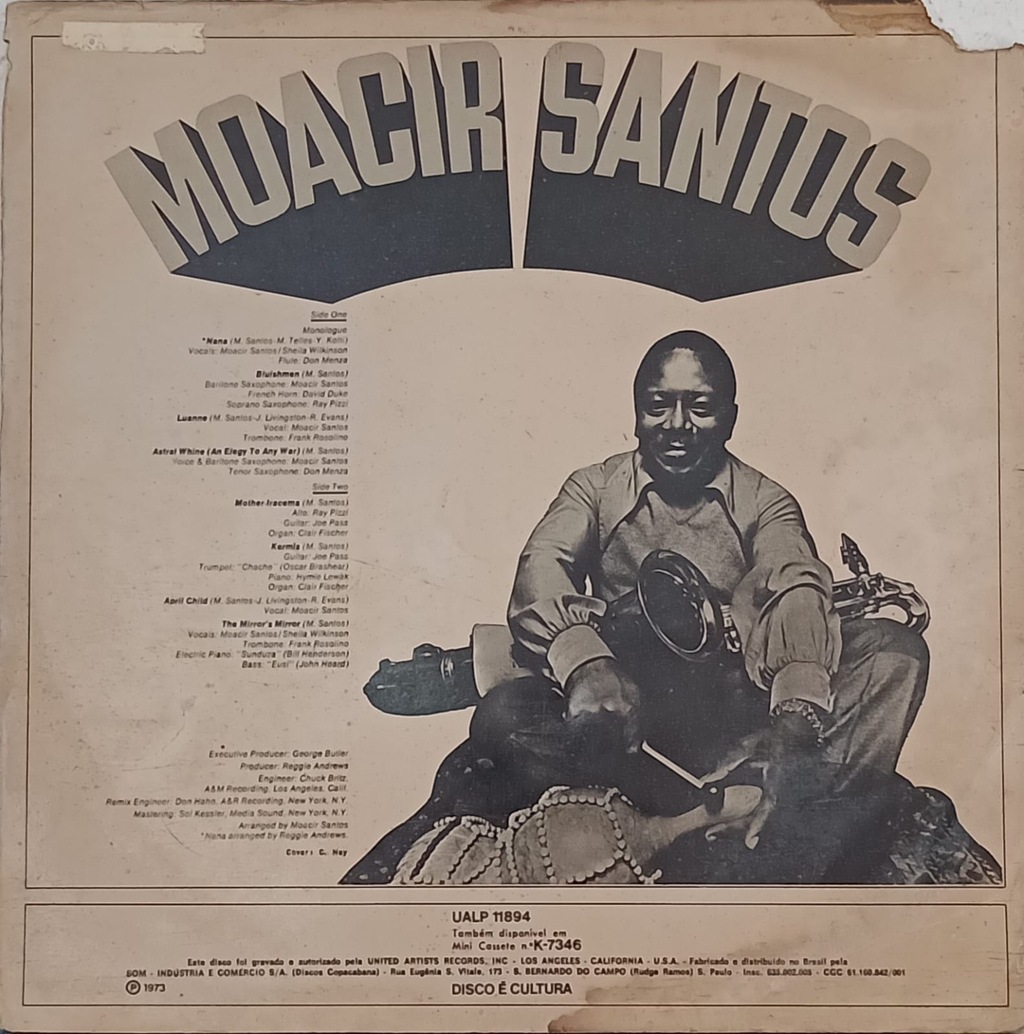 MOACIR SANTOS
Side One
Monologue
*Nana (M. Santos-M. Telles-Y. Kotli)
Vocals: Moacir Santos/Sheila Wilkinson
Flute: Don Menza
Bluishmen (M. Santos)
Baritone Saxophone: Moacir Santos
French Horn: David Duke
Soprano Saxophone: Ray Pizzi
Luanne (M. Santos-J. Livingston-R. Evans)
Vocal: Moacir Santos
Trombone: Frank Rosolino
Astral Whine (An Elegy To Any War) (M. Santos)
Voice & Baritone Saxophone: Moacir Santos
Tenor Saxophone: Don Menza
Side Two
Mother Iracema (M. Santos)
Alto: Ray Pizzi
Guitar: Joe Pass
Organ: Clair Fischer
Kermis (M. Santos)
Guitar: Joe Pass
Trumpet: "Chache" (Oscar Brashear)
Piano: Hymie Lewak
Organ: Clair Fischer
April Child (M. Santos-J. Livingston-R. Evans)
Vocal: Moacir Santos
The Mirror's Mirror (M. Santos)
Vocals: Moacir Santos/Sheila Wilkinson
Trombone: Frank Rosolino
Electric Piano: "Sunduza" (Bill Henderson)
Bass: "Eusi" (John Heard)
Executive Producer: George Butler
Producer: Reggie Andrews
Engineer: Chuck Britz,
A&M Recording, Los Angeles, Calif.
Remix Engineer: Don Hahn, A&R Recording, New York, N.Y.
Mastering: Sol Kessler, Media Sound, New York, N.Y.
Arranged by Moacir Santos
*Nana arranged by Reggie Andrews.
Cover: C. Ney
UALP 11894
Também disponível em
Mini Cassete n.º K-7346
Este disco foi gravado e autorizado pela UNITED ARTISTS RECORDS, INC - LOS ANGELES - CALIFORNIA - U.S.A. - Fabricado e distribuído no Brasil pela
SOM - INDÚSTRIA E COMÉRCIO S/A. (Discos Copacabana) - Rua Eugênia S. Vitale, 173 - S. BERNARDO DO CAMPO (Rudge Ramos) S. Paulo - Insc. 635.002.005 - CGC 61.160.842/001
Ⓟ 1973
DISCO É CULTURA